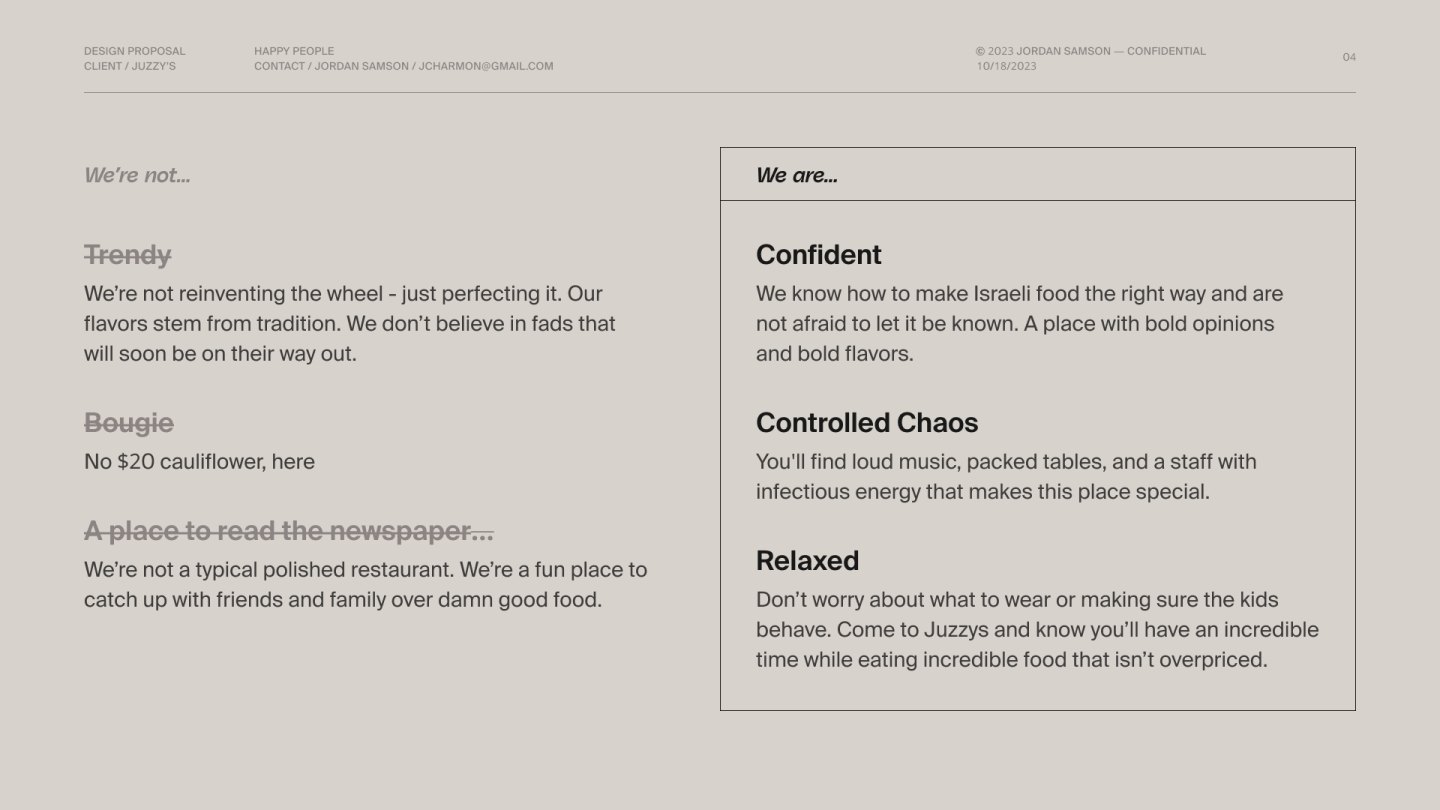 DESIGN PROPOSAL
CLIENT / JUZZY'S
HAPPY PEOPLE
CONTACT / JORDAN SAMSON / JCHARMON@GMAIL.COM
© 2023 JORDAN SAMSON — CONFIDENTIAL
10/18/2023
04
We’re not...
Trendy
We’re not reinventing the wheel - just perfecting it. Our
flavors stem from tradition. We don’t believe in fads that
will soon be on their way out.
Bougie
No $20 cauliflower, here
A place to read the newspaper...
We’re not a typical polished restaurant. We’re a fun place to
catch up with friends and family over damn good food.
We are...
Confident
We know how to make Israeli food the right way and are
not afraid to let it be known. A place with bold opinions
and bold flavors.
Controlled Chaos
You'll find loud music, packed tables, and a staff with
infectious energy that makes this place special.
Relaxed
Don’t worry about what to wear or making sure the kids
behave. Come to Juzzys and know you’ll have an incredible
time while eating incredible food that isn’t overpriced.